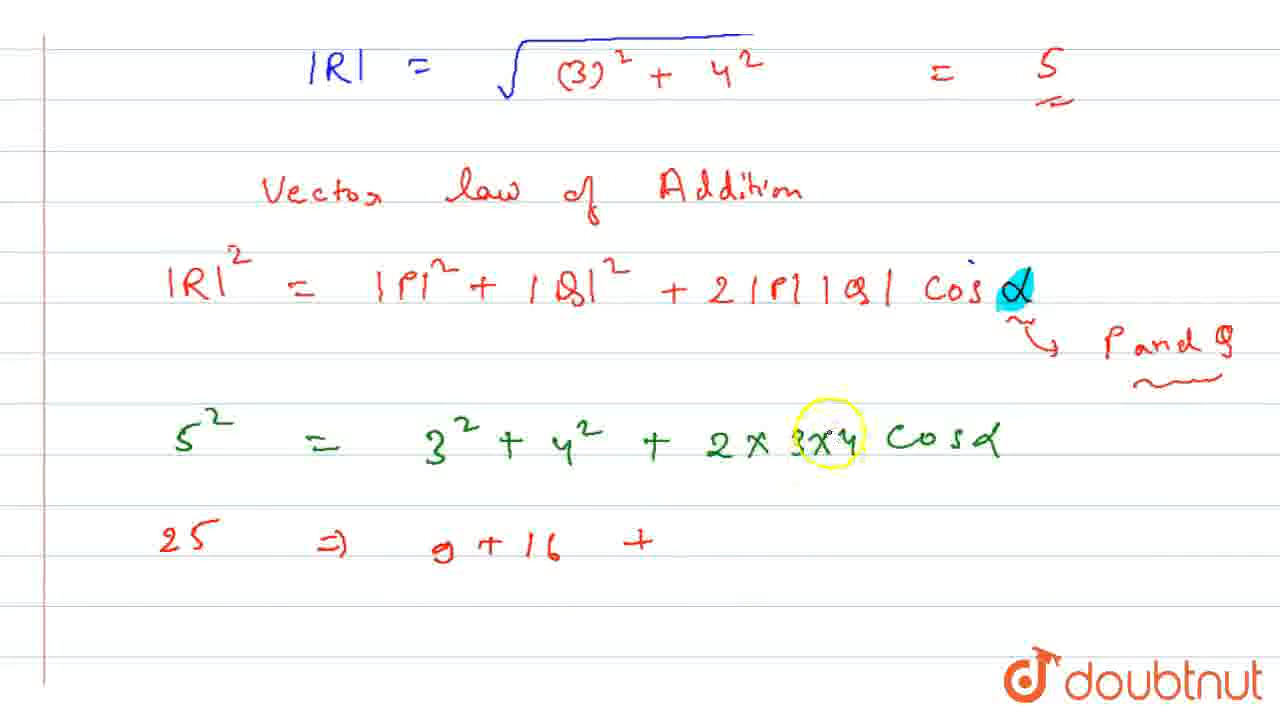 |R| = √(3)² + 4² = 5
Vector law of Addition
|R|² = |P|² + |Q|² + 2|P||Q| cos α
P and Q
5² = 3² + 4² + 2 × 3×4 cos α
25 ⇒ 9 + 16 +
doubtnut